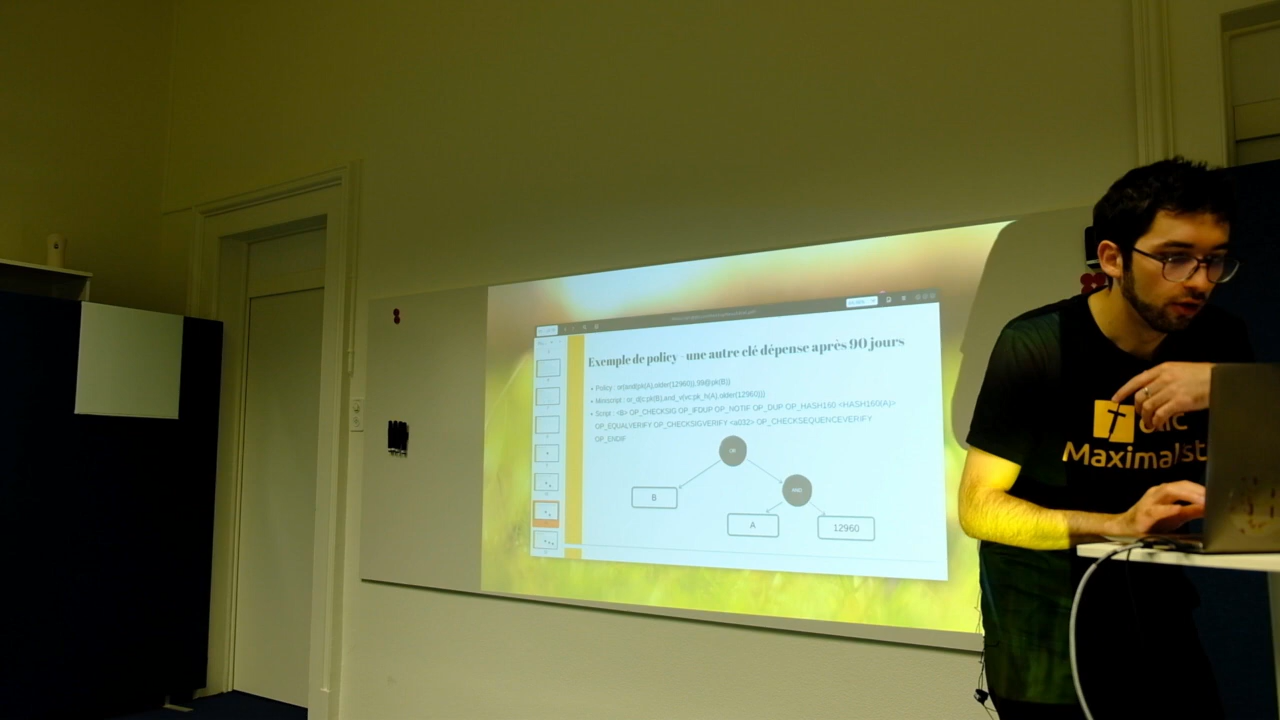 Exemple de policy - une autre clé dépense après 90 jours
Policy : or(and(pk(A),older(12960)),99@pk(B))
Miniscript : or_d(c:pk(B),and_v(vc:pk_h(A),older(12960)))
Script : <B> OP_CHECKSIG OP_IFDUP OP_NOTIF OP_DUP OP_HASH160 <HASH160(A)>
OP_EQUALVERIFY OP_CHECKSIGVERIFY <a032> OP_CHECKSEQUENCEVERIFY
OP_ENDIF
OR
B
AND
A
12960
Maximalist